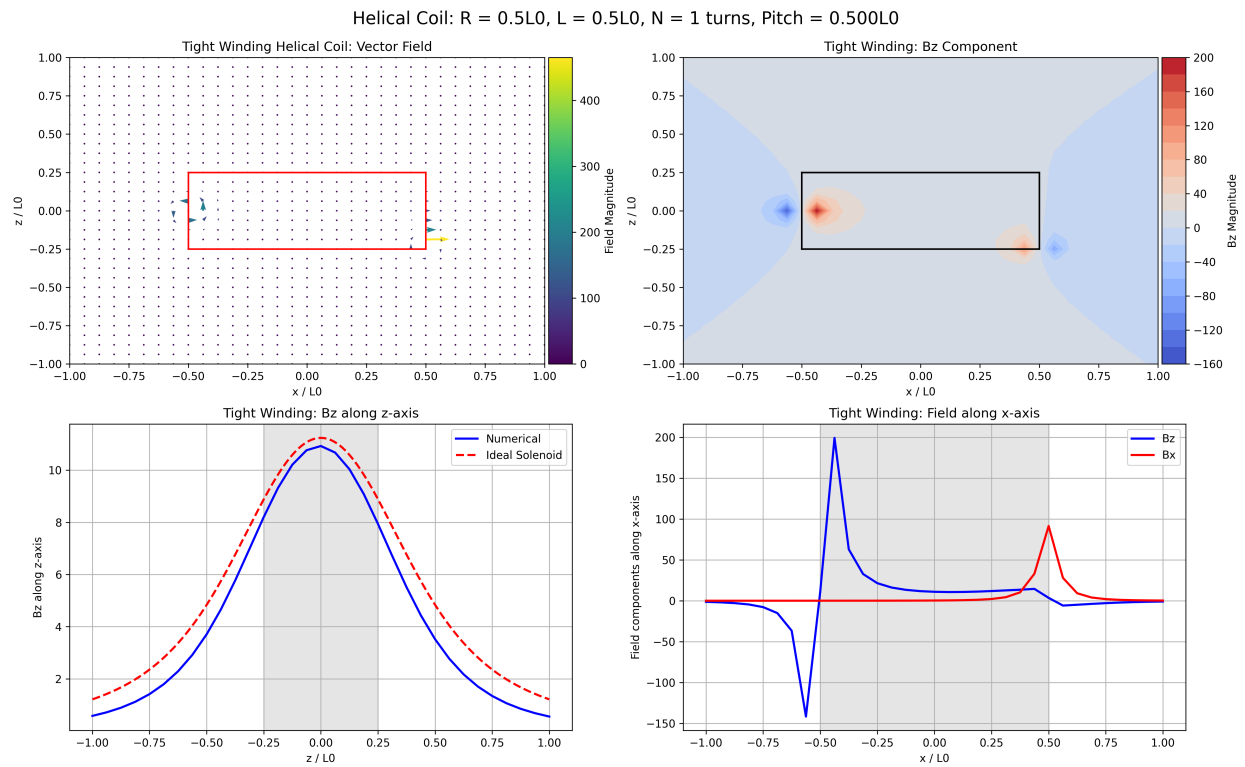 Helical Coil: R = 0.5L0, L = 0.5L0, N = 1 turns, Pitch = 0.500L0
Tight Winding Helical Coil: Vector Field
1.00
0.75
0.50
0.25
0.00
−0.25
−0.50
−0.75
−1.00
z / L0
−1.00 −0.75 −0.50 −0.25 0.00 0.25 0.50 0.75 1.00
x / L0
400
300
200
100
0
Field Magnitude
Tight Winding: Bz Component
1.00
0.75
0.50
0.25
0.00
−0.25
−0.50
−0.75
−1.00
z / L0
−1.00 −0.75 −0.50 −0.25 0.00 0.25 0.50 0.75 1.00
x / L0
200
160
120
80
40
0
−40
−80
−120
−160
Bz Magnitude
Tight Winding: Bz along z-axis
Numerical
Ideal Solenoid
10
8
6
4
2
Bz along z-axis
−1.00 −0.75 −0.50 −0.25 0.00 0.25 0.50 0.75 1.00
z / L0
Tight Winding: Field along x-axis
Bz
Bx
200
150
100
50
0
−50
−100
−150
Field components along x-axis
−1.00 −0.75 −0.50 −0.25 0.00 0.25 0.50 0.75 1.00
x / L0